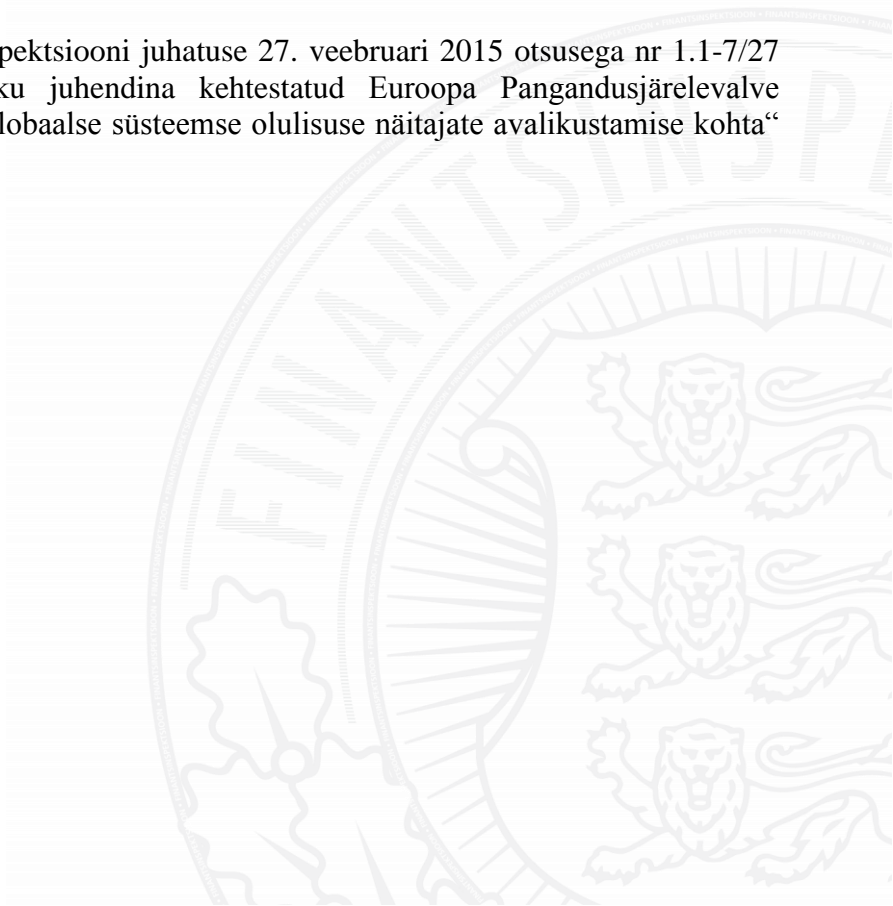 pektsiooni juhatuse 27. veebruari 2015 otsusega nr 1.1-7/27
ku juhendina kehtestatud Euroopa Pangandusjärelevalve
lobaalse süsteemse olulisuse näitajate avalikustamise kohta“
FINANTSINSP